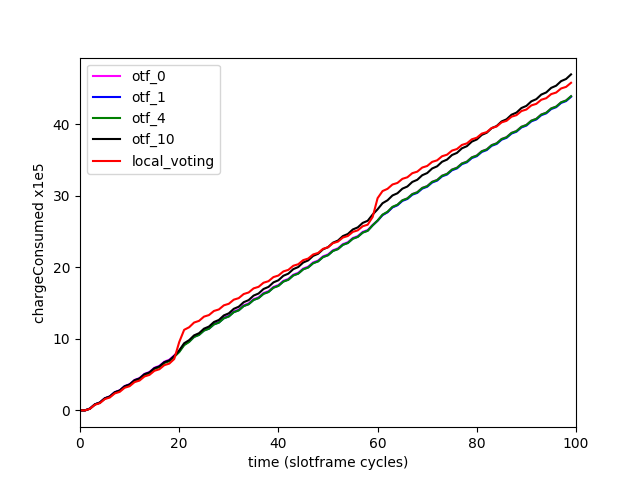 otf_0
otf_1
otf_4
otf_10
local_voting
40
30
20
10
0
chargeConsumed x1e5
0 20 40 60 80 100
time (slotframe cycles)